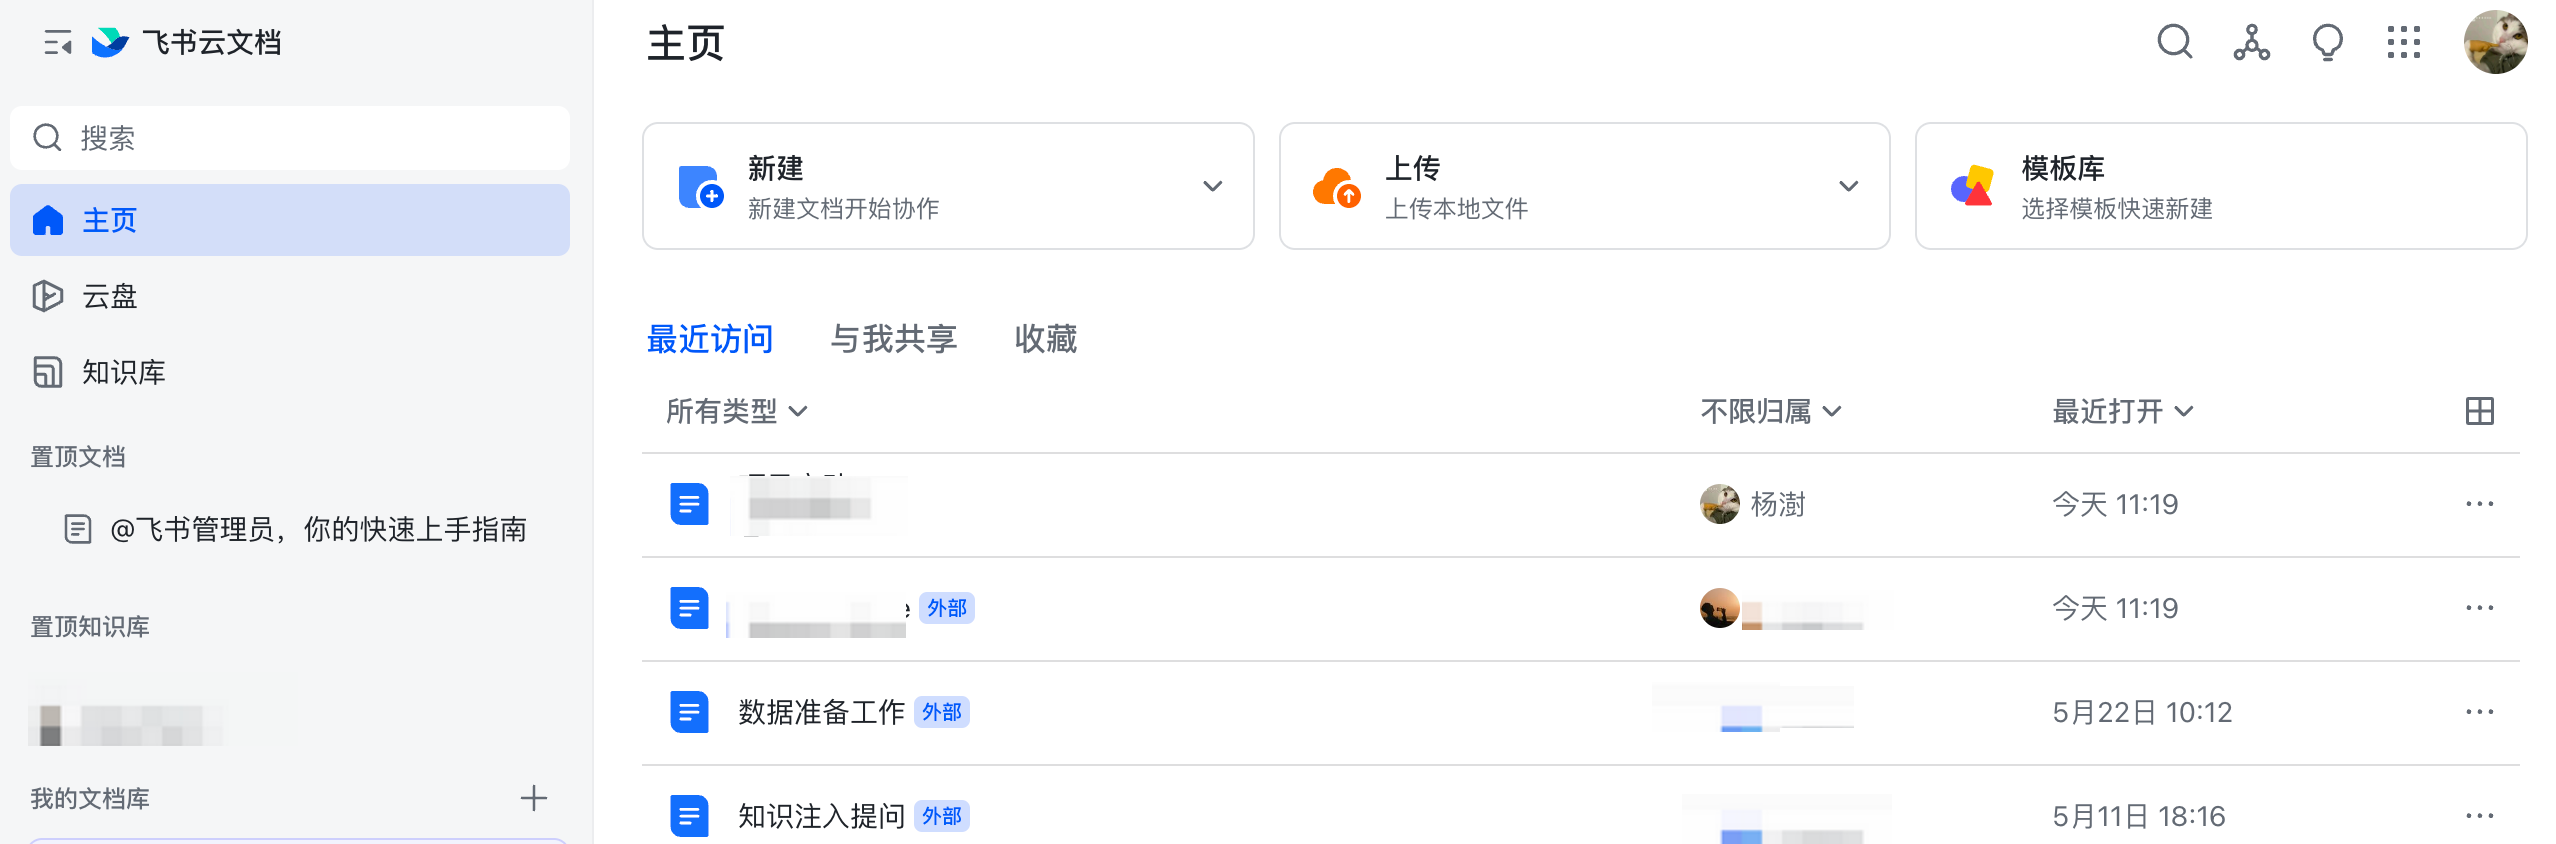 飞书云文档
搜索
主页
云盘
知识库
置顶文档
@飞书管理员，你的快速上手指南
置顶知识库
我的文档库
主页
新建
新建文档开始协作
上传
上传本地文件
模板库
选择模板快速新建
最近访问 与我共享 收藏
所有类型 不限归属 最近打开
杨澍 今天 11:19
外部 今天 11:19
数据准备工作 外部 5月22日 10:12
知识注入提问 外部 5月11日 18:16